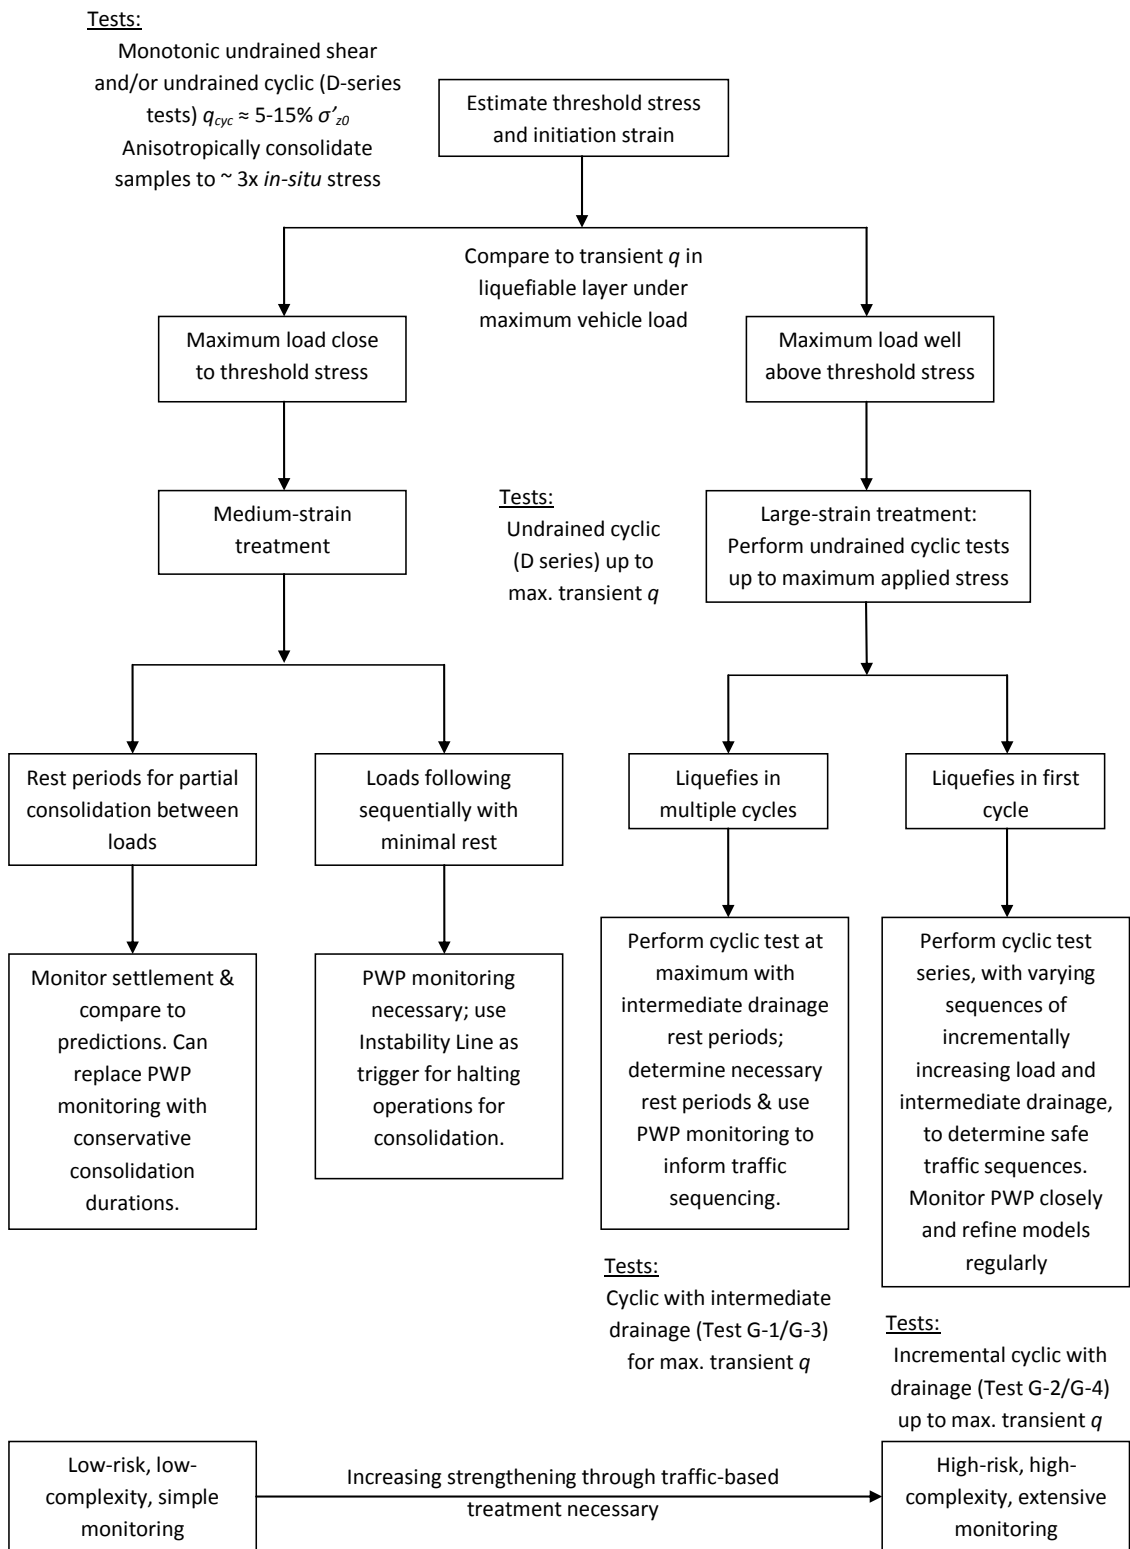 Tests:
Monotonic undrained shear
and/or undrained cyclic (D-series
tests) qcyc ≈ 5-15% σ′z0
Anisotropically consolidate
samples to ~ 3x in-situ stress
Estimate threshold stress
and initiation strain
Compare to transient q in
liquefiable layer under
maximum vehicle load
Maximum load close
to threshold stress
Maximum load well
above threshold stress
Medium-strain
treatment
Tests:
Undrained cyclic
(D series) up to
max. transient q
Large-strain treatment:
Perform undrained cyclic tests
up to maximum applied stress
Rest periods for partial
consolidation between
loads
Loads following
sequentially with
minimal rest
Liquefies in
multiple cycles
Liquefies in first
cycle
Monitor settlement &
compare to
predictions. Can
replace PWP
monitoring with
conservative
consolidation
durations.
PWP monitoring
necessary; use
Instability Line as
trigger for halting
operations for
consolidation.
Perform cyclic test at
maximum with
intermediate drainage
rest periods;
determine necessary
rest periods & use
PWP monitoring to
inform traffic
sequencing.
Perform cyclic test
series, with varying
sequences of
incrementally
increasing load and
intermediate drainage,
to determine safe
traffic sequences.
Monitor PWP closely
and refine models
regularly
Tests:
Cyclic with intermediate
drainage (Test G-1/G-3)
for max. transient q
Tests:
Incremental cyclic with
drainage (Test G-2/G-4)
up to max. transient q
Low-risk, low-
complexity, simple
monitoring
Increasing strengthening through traffic-based
treatment necessary
High-risk, high-
complexity, extensive
monitoring